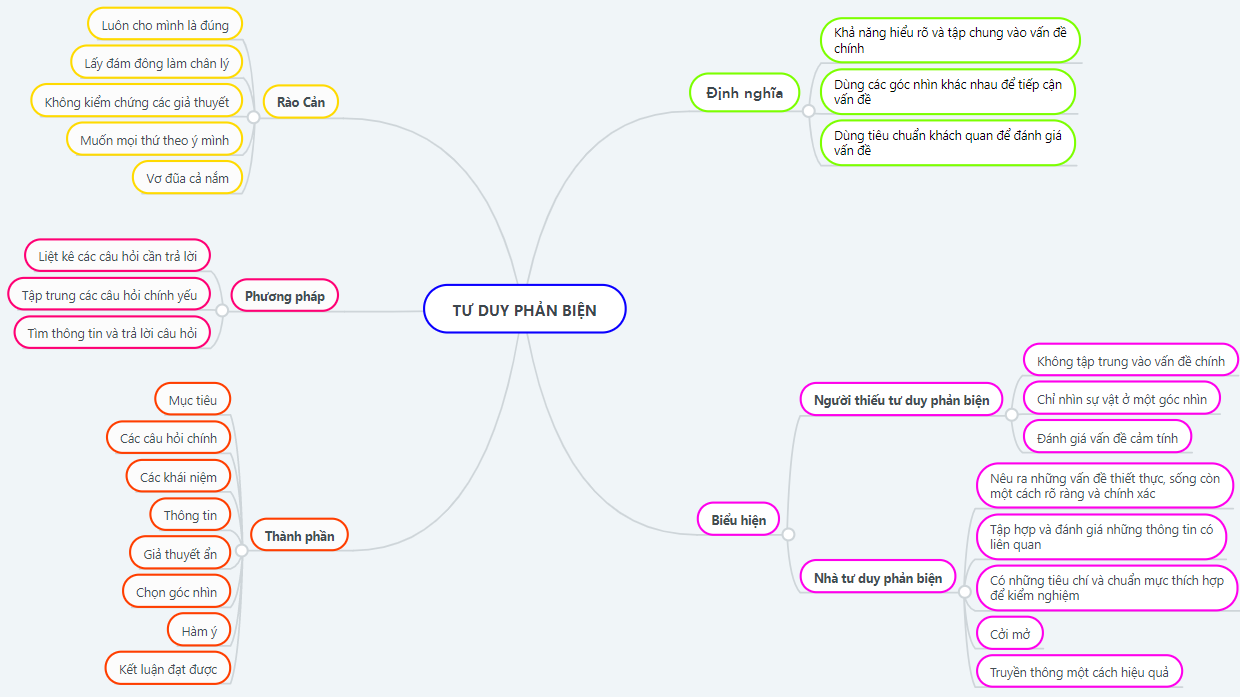 TƯ DUY PHẢN BIỆN
Định nghĩa
Khả năng hiểu rõ và tập chung vào vấn đề
chính
Dùng các góc nhìn khác nhau để tiếp cận
vấn đề
Dùng tiêu chuẩn khách quan để đánh giá
vấn đề
Biểu hiện
Người thiếu tư duy phản biện
Không tập trung vào vấn đề chính
Chỉ nhìn sự vật ở một góc nhìn
Đánh giá vấn đề cảm tính
Nhà tư duy phản biện
Nêu ra những vấn đề thiết thực, sống còn
một cách rõ ràng và chính xác
Tập hợp và đánh giá những thông tin có
liên quan
Có những tiêu chí và chuẩn mực thích hợp
để kiểm nghiệm
Cởi mở
Truyền thông một cách hiệu quả
Rào Cản
Luôn cho mình là đúng
Lấy đám đông làm chân lý
Không kiểm chứng các giả thuyết
Muốn mọi thứ theo ý mình
Vơ đũa cả nắm
Phương pháp
Liệt kê các câu hỏi cần trả lời
Tập trung các câu hỏi chính yếu
Tìm thông tin và trả lời câu hỏi
Thành phần
Mục tiêu
Các câu hỏi chính
Các khái niệm
Thông tin
Giả thuyết ẩn
Chọn góc nhìn
Hàm ý
Kết luận đạt được